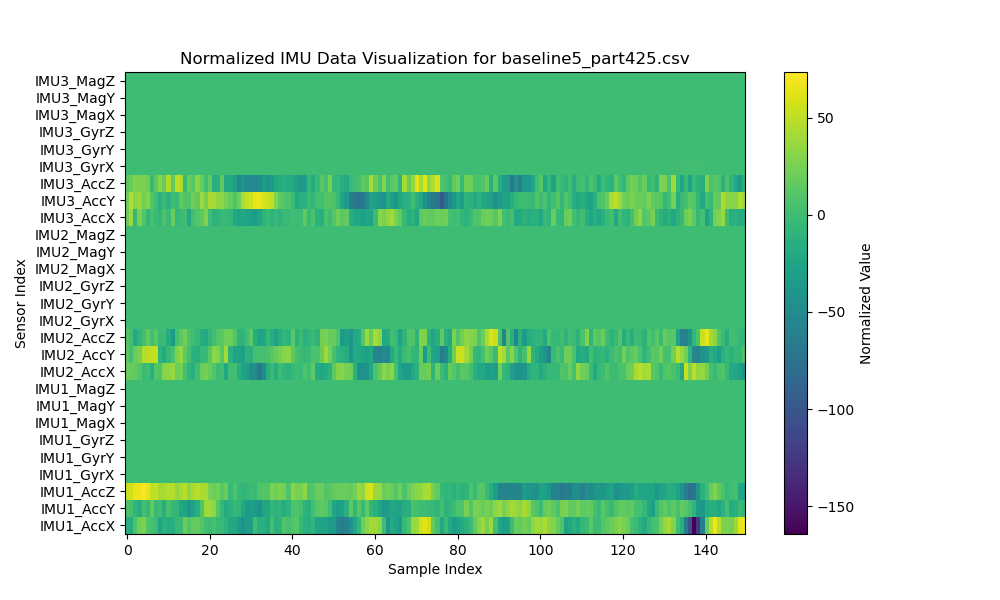 Normalized IMU Data Visualization for baseline5_part425.csv
IMU3_MagZ
IMU3_MagY
IMU3_MagX
IMU3_GyrZ
IMU3_GyrY
IMU3_GyrX
IMU3_AccZ
IMU3_AccY
IMU3_AccX
IMU2_MagZ
IMU2_MagY
IMU2_MagX
IMU2_GyrZ
IMU2_GyrY
IMU2_GyrX
IMU2_AccZ
IMU2_AccY
IMU2_AccX
IMU1_MagZ
IMU1_MagY
IMU1_MagX
IMU1_GyrZ
IMU1_GyrY
IMU1_GyrX
IMU1_AccZ
IMU1_AccY
IMU1_AccX
Sensor Index
0 20 40 60 80 100 120 140
Sample Index
50
0
−50
−100
−150
Normalized Value